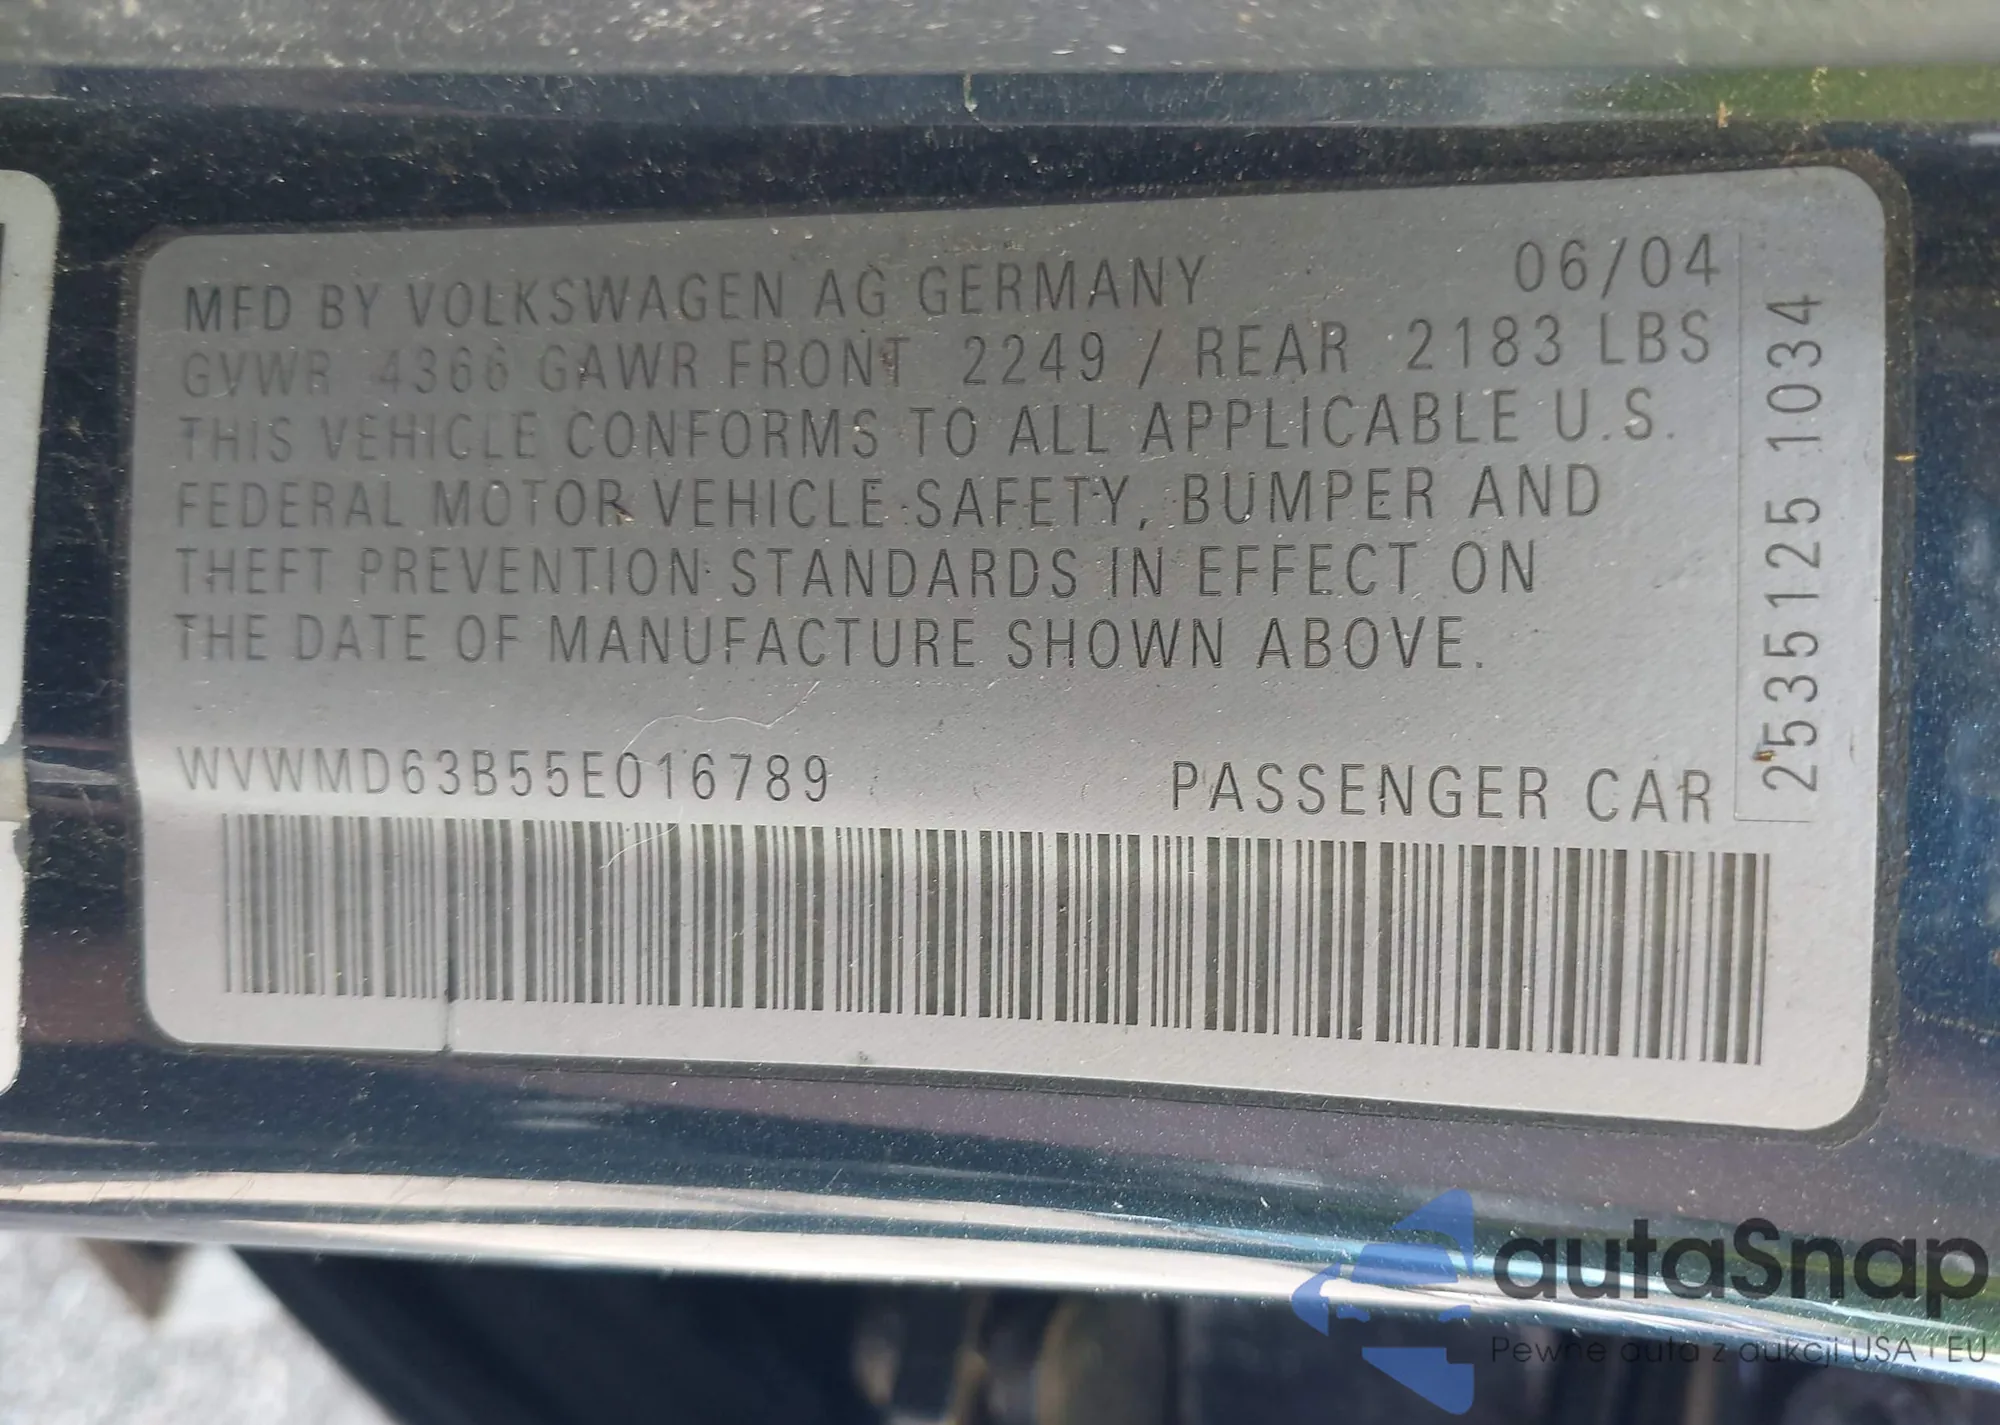 MFD BY VOLKSWAGEN AG GERMANY 06/04
GVWR 4366 GAWR FRONT 2249 / REAR 2183 LBS
THIS VEHICLE CONFORMS TO ALL APPLICABLE U.S.
FEDERAL MOTOR VEHICLE SAFETY, BUMPER AND
THEFT PREVENTION STANDARDS IN EFFECT ON
THE DATE OF MANUFACTURE SHOWN ABOVE.
WVWMD63B55E016789 PASSENGER CAR
2535125 1034
autaSnap
Pewne auta z aukcji USA i EU